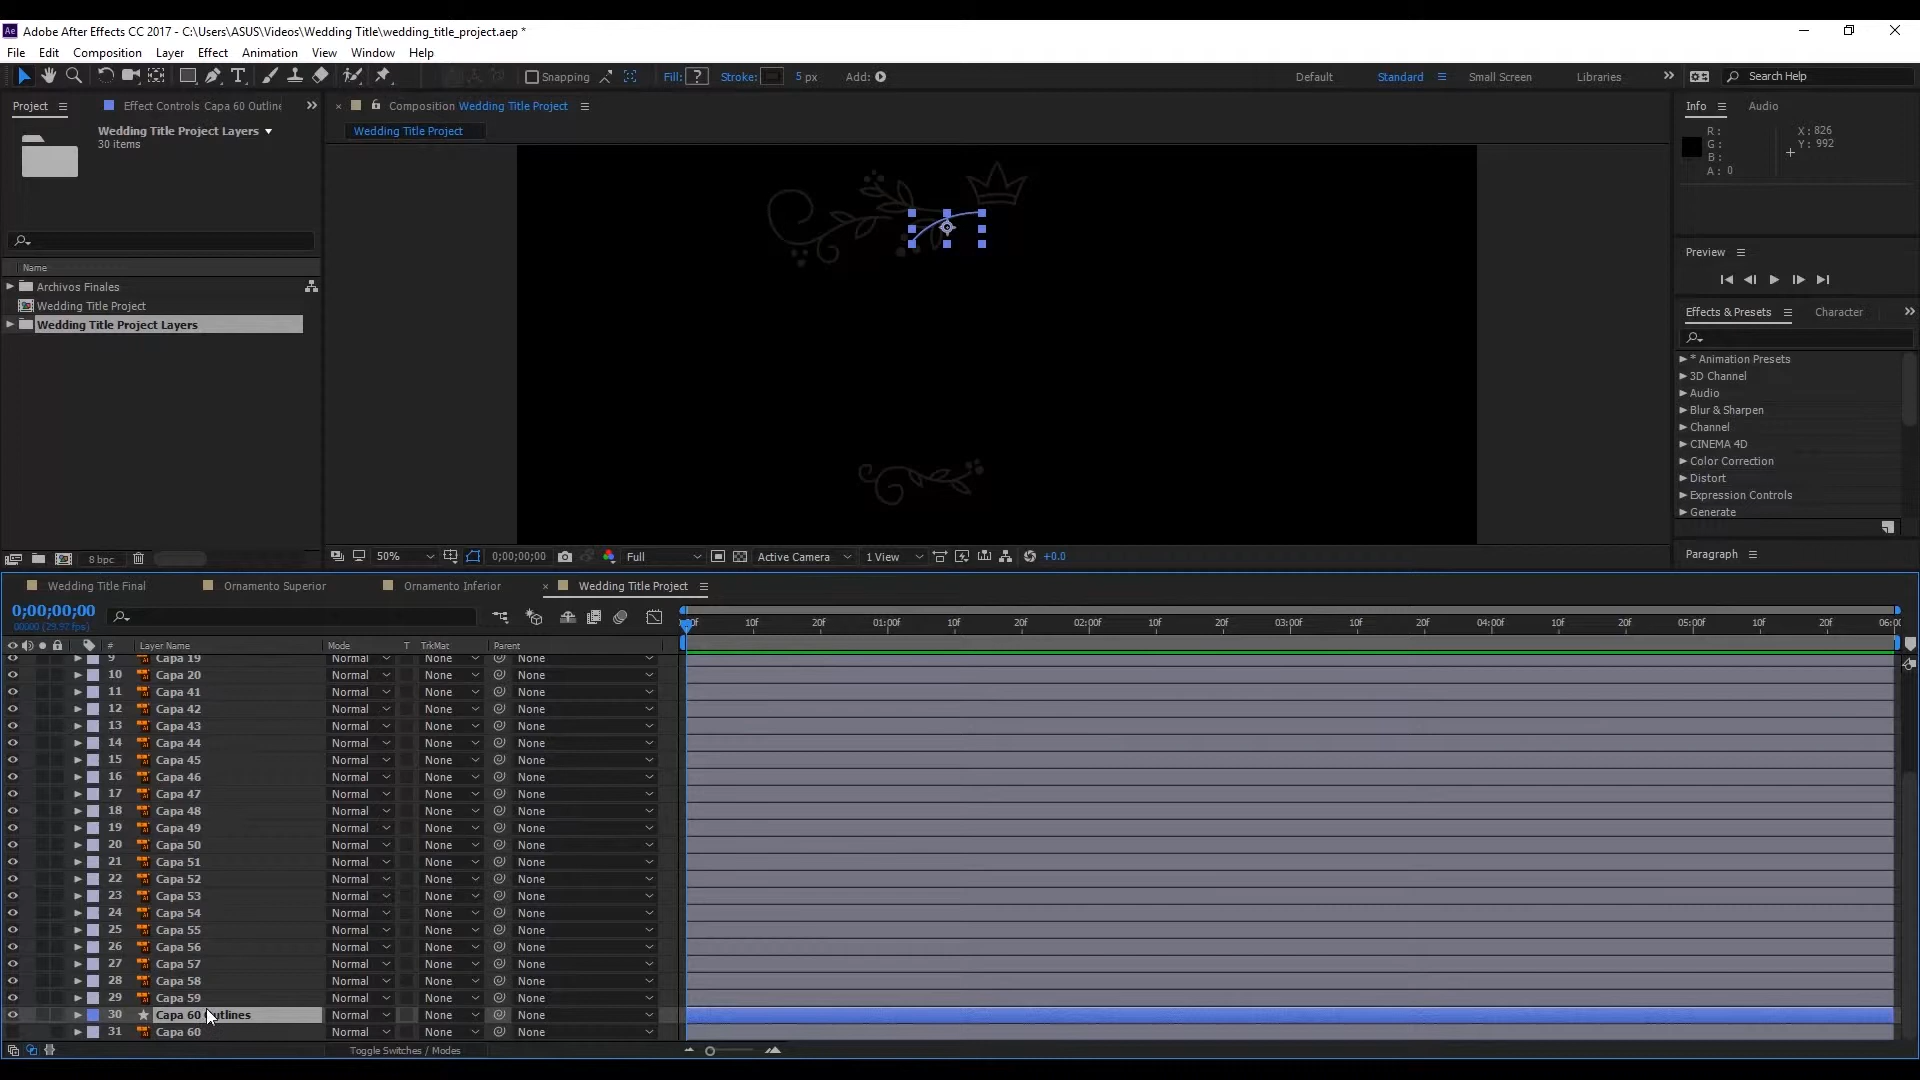 Ae Adobe After Effects CC 2017 - C:\Users\ASUS\Videos\Wedding Title\wedding_title_project.aep *
File Edit Composition Layer Effect Animation View Window Help
Snapping Fill: ? Stroke: 5 px Add: Default Standard Small Screen Libraries Search Help
Project Effect Controls Capa 60 Outline
Composition Wedding Title Project
Info Audio
Wedding Title Project Layers
30 items
Wedding Title Project
R:
G:
B:
A: 0
X: 826
Y: 992
Preview
Name
Archivos Finales
Wedding Title Project
Wedding Title Project Layers
Effects & Presets Character
* Animation Presets
3D Channel
Audio
Blur & Sharpen
Channel
CINEMA 4D
Color Correction
Distort
Expression Controls
Generate
Paragraph
8 bpc
50% 0;00;00;00 Full Active Camera 1 View +0.0
Wedding Title Final Ornamento Superior Ornamento Inferior Wedding Title Project
0;00;00;00
00000 (29.97 fps)
10f 20f 01:00f 10f 20f 02:00f 10f 20f 03:00f 10f 20f 04:00f 10f 20f 05:00f 10f 20f
# Layer Name Mode T TrkMat Parent
9 Capa 19 Normal None None
10 Capa 20 Normal None None
11 Capa 41 Normal None None
12 Capa 42 Normal None None
13 Capa 43 Normal None None
14 Capa 44 Normal None None
15 Capa 45 Normal None None
16 Capa 46 Normal None None
17 Capa 47 Normal None None
18 Capa 48 Normal None None
19 Capa 49 Normal None None
20 Capa 50 Normal None None
21 Capa 51 Normal None None
22 Capa 52 Normal None None
23 Capa 53 Normal None None
24 Capa 54 Normal None None
25 Capa 55 Normal None None
26 Capa 56 Normal None None
27 Capa 57 Normal None None
28 Capa 58 Normal None None
29 Capa 59 Normal None None
30 Capa 60 Outlines Normal None None
31 Capa 60 Normal None None
Toggle Switches / Modes